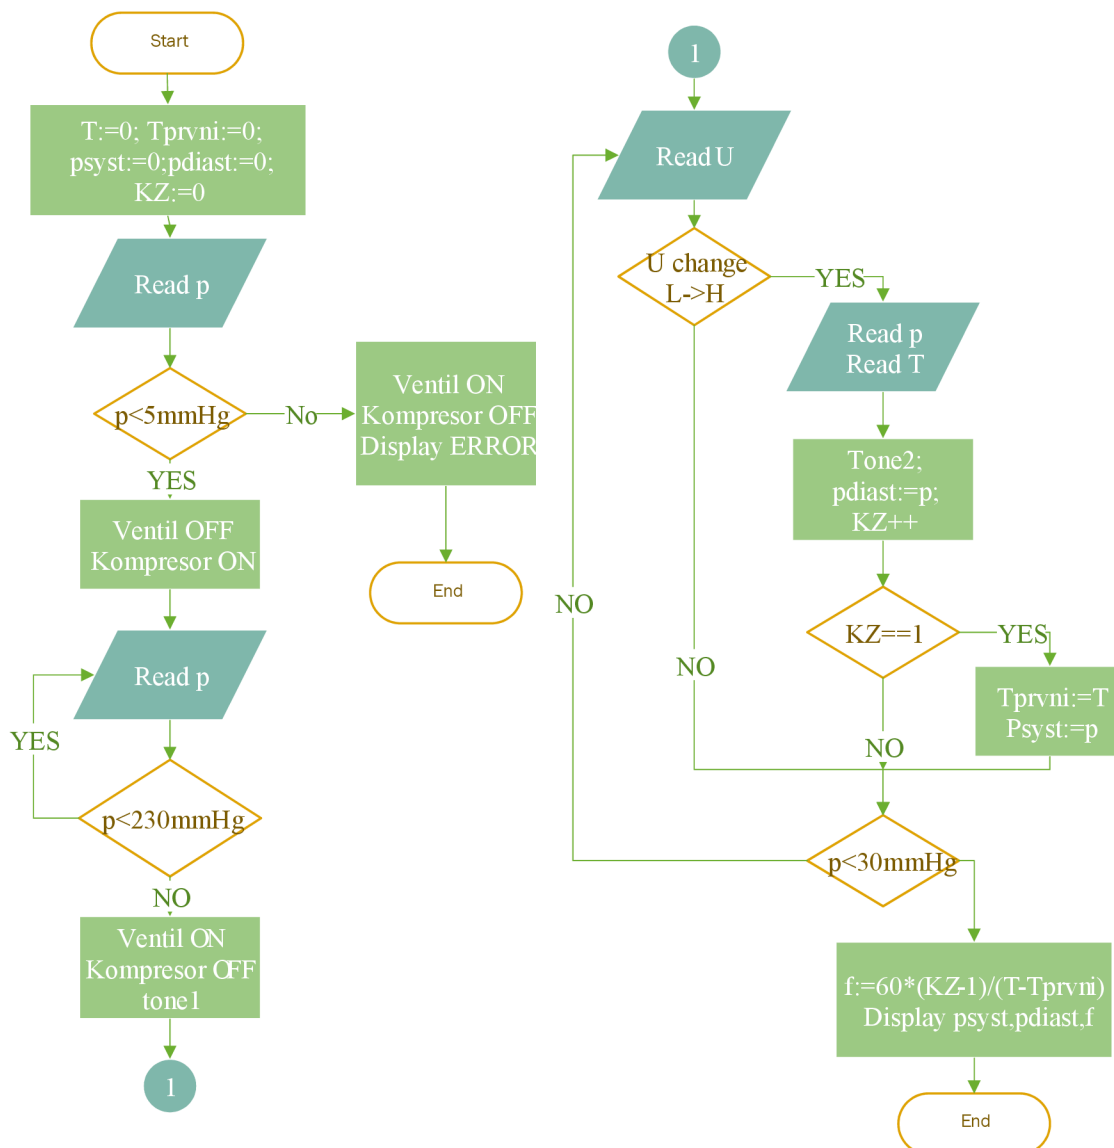 Start
T:=0; Tprvni:=0;
psyst:=0;pdiast:=0;
KZ:=0
Read p
p<5mmHg
No
Ventil ON
Kompresor OFF
Display ERROR
End
YES
Ventil OFF
Kompresor ON
Read p
YES
p<230mmHg
NO
Ventil ON
Kompresor OFF
tone1
1
1
Read U
U change
L->H
YES
Read p
Read T
Tone2;
pdiast:=p;
KZ++
KZ==1
YES
Tprvni:=T
Psyst:=p
NO
NO
NO
p<30mmHg
f:=60*(KZ-1)/(T-Tprvni)
Display psyst,pdiast,f
End